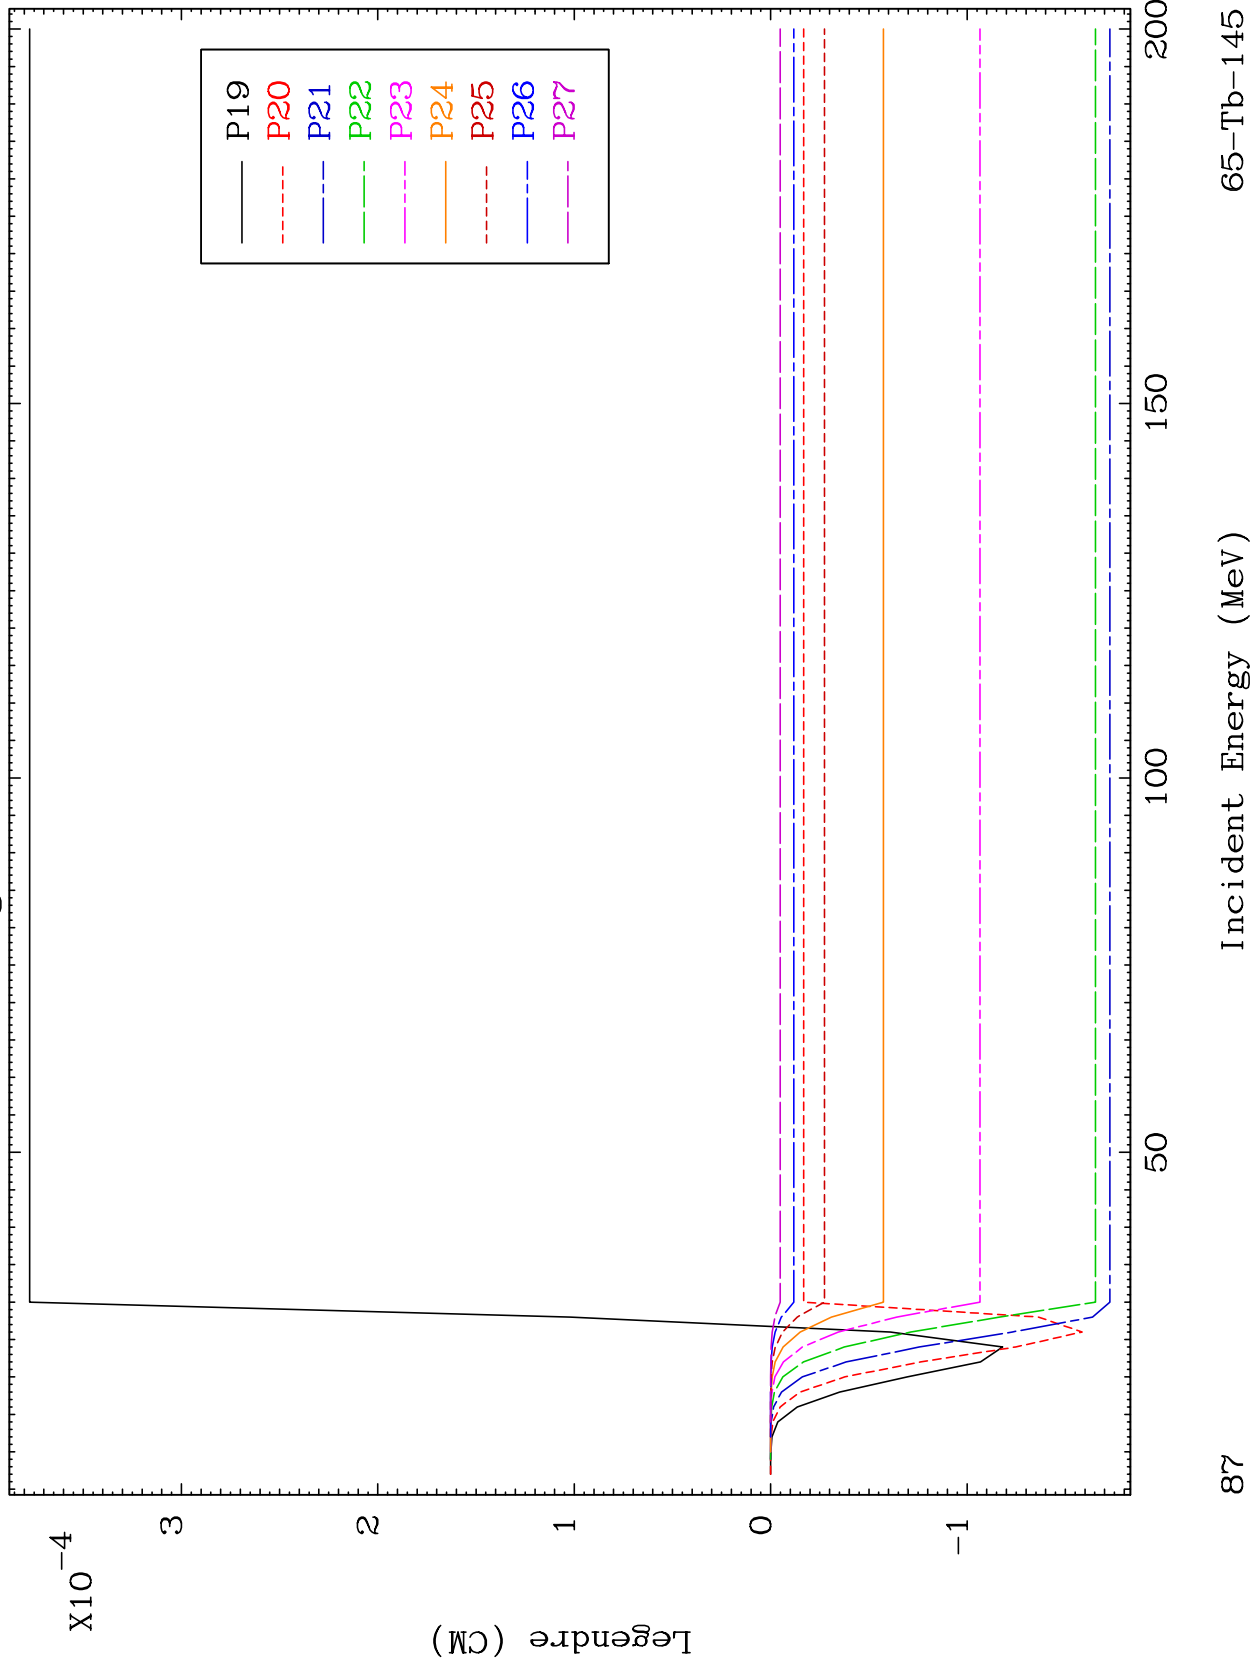 X10
-4
3
2
1
0
-1
Legendre (CM)
P19
P20
P21
P22
P23
P24
P25
P26
P27
50
100
150
200
87
Incident Energy (MeV)
65-Tb-145